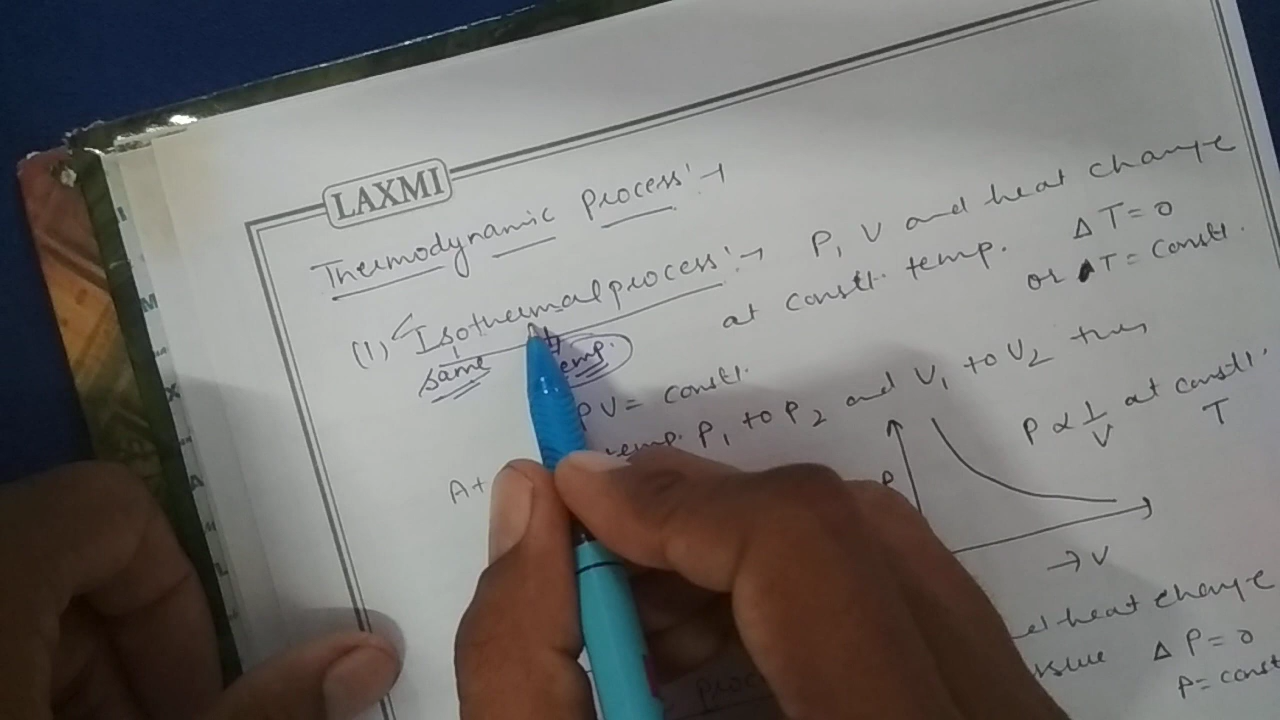 LAXMI
Thermodynamic Process :→
(1) Isothermal process :→ P, V and heat change
at constt. temp. ΔT = 0
or T = constt.
same temp.
PV = constt.
At temp. P1 to P2 and V1 to V2 then
P ∝ 1/V at constt. T
P
→ V
heat change
ΔP = 0
P = const